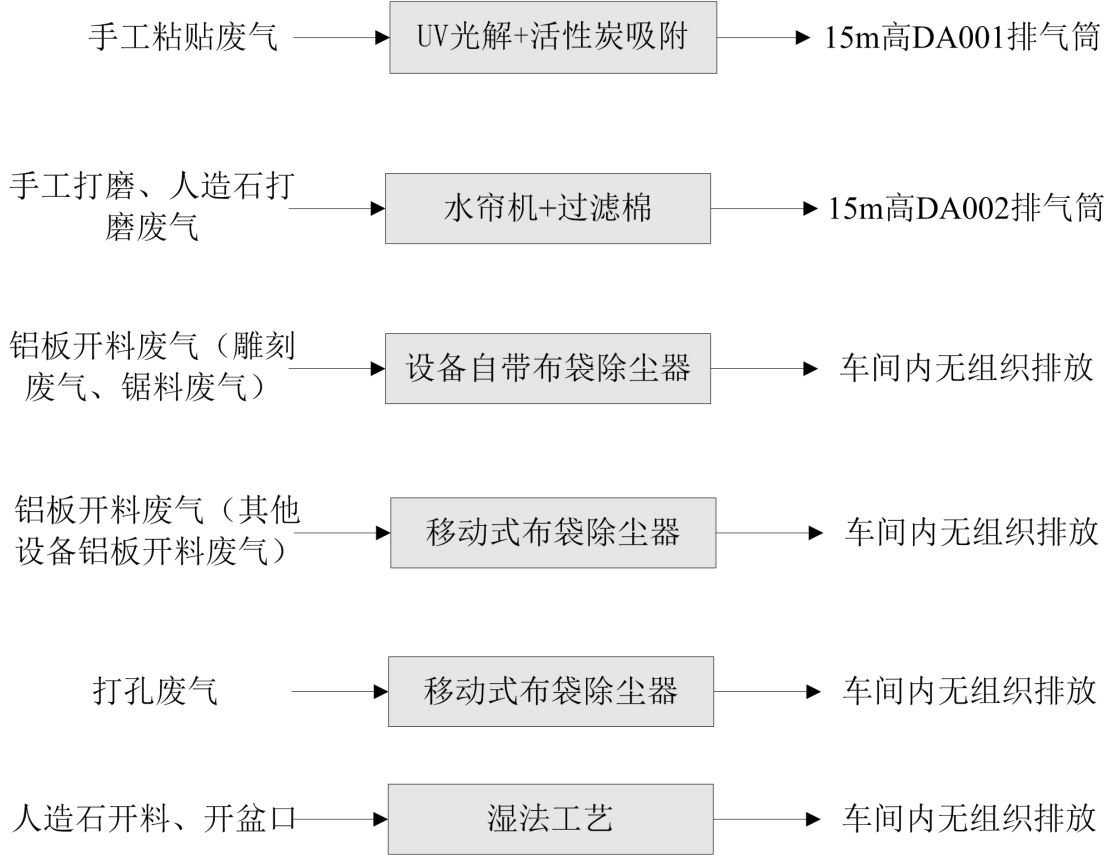 手工粘贴废气
UV光解+活性炭吸附
15m高DA001排气筒
手工打磨、人造石打
磨废气
水帘机+过滤棉
15m高DA002排气筒
铝板开料废气（雕刻
废气、锯料废气）
设备自带布袋除尘器
车间内无组织排放
铝板开料废气（其他
设备铝板开料废气）
移动式布袋除尘器
车间内无组织排放
打孔废气
移动式布袋除尘器
车间内无组织排放
人造石开料、开盆口
湿法工艺
车间内无组织排放